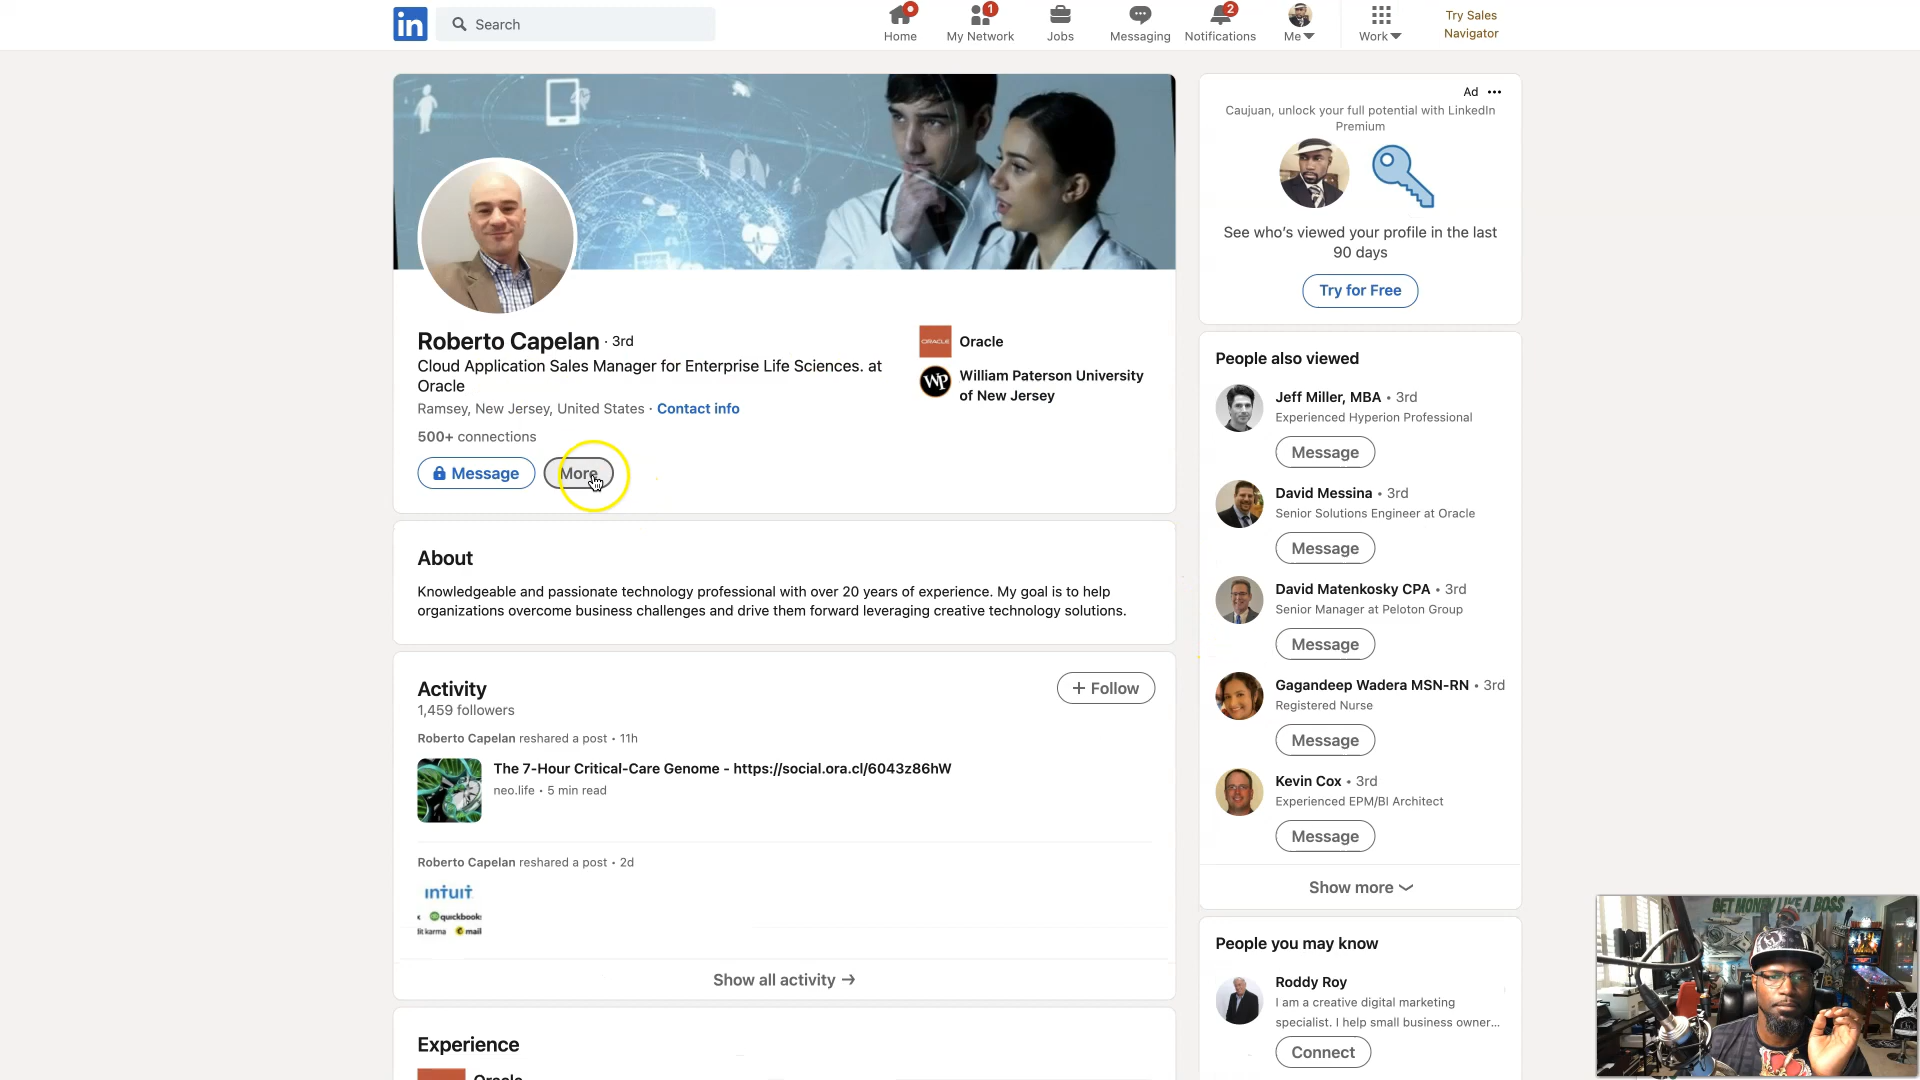 in
Search
Home
1
My Network
Jobs
Messaging
2
Notifications
Me
Work
Try Sales
Navigator
Roberto Capelan · 3rd
Cloud Application Sales Manager for Enterprise Life Sciences. at
Oracle
Ramsey, New Jersey, United States · Contact info
500+ connections
Message
More
ORACLE
Oracle
WP
William Paterson University
of New Jersey
About
Knowledgeable and passionate technology professional with over 20 years of experience. My goal is to help
organizations overcome business challenges and drive them forward leveraging creative technology solutions.
Activity
1,459 followers
+ Follow
Roberto Capelan reshared a post • 11h
The 7-Hour Critical-Care Genome - https://social.ora.cl/6043z86hW
neo.life • 5 min read
Roberto Capelan reshared a post • 2d
intuit
quickbooks
mail
Show all activity →
Experience
Oracle
Ad •••
Caujuan, unlock your full potential with LinkedIn
Premium
See who's viewed your profile in the last
90 days
Try for Free
People also viewed
Jeff Miller, MBA • 3rd
Experienced Hyperion Professional
Message
David Messina • 3rd
Senior Solutions Engineer at Oracle
Message
David Matenkosky CPA • 3rd
Senior Manager at Peloton Group
Message
Gagandeep Wadera MSN-RN • 3rd
Registered Nurse
Message
Kevin Cox • 3rd
Experienced EPM/BI Architect
Message
Show more
People you may know
Roddy Roy
I am a creative digital marketing
specialist. I help small business owner...
Connect
GET MONEY LIKE A BOSS